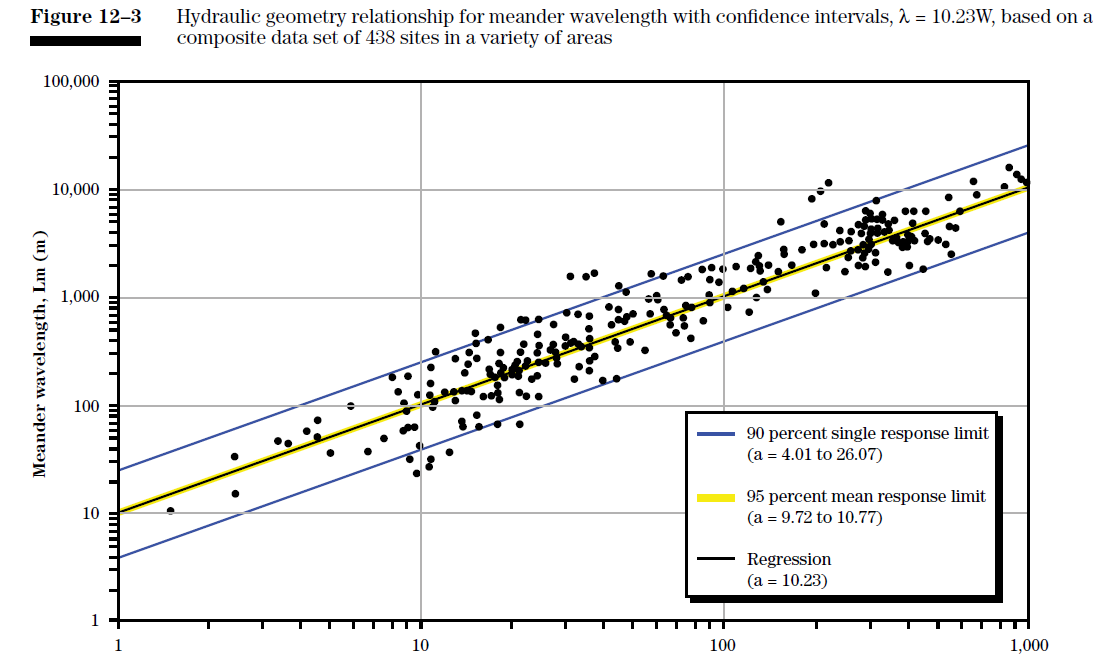 Figure 12–3 Hydraulic geometry relationship for meander wavelength with confidence intervals, λ = 10.23W, based on a
composite data set of 438 sites in a variety of areas
Meander wavelength, Lm (m)
100,000
10,000
1,000
100
10
1
90 percent single response limit
(a = 4.01 to 26.07)
95 percent mean response limit
(a = 9.72 to 10.77)
Regression
(a = 10.23)
1 10 100 1,000